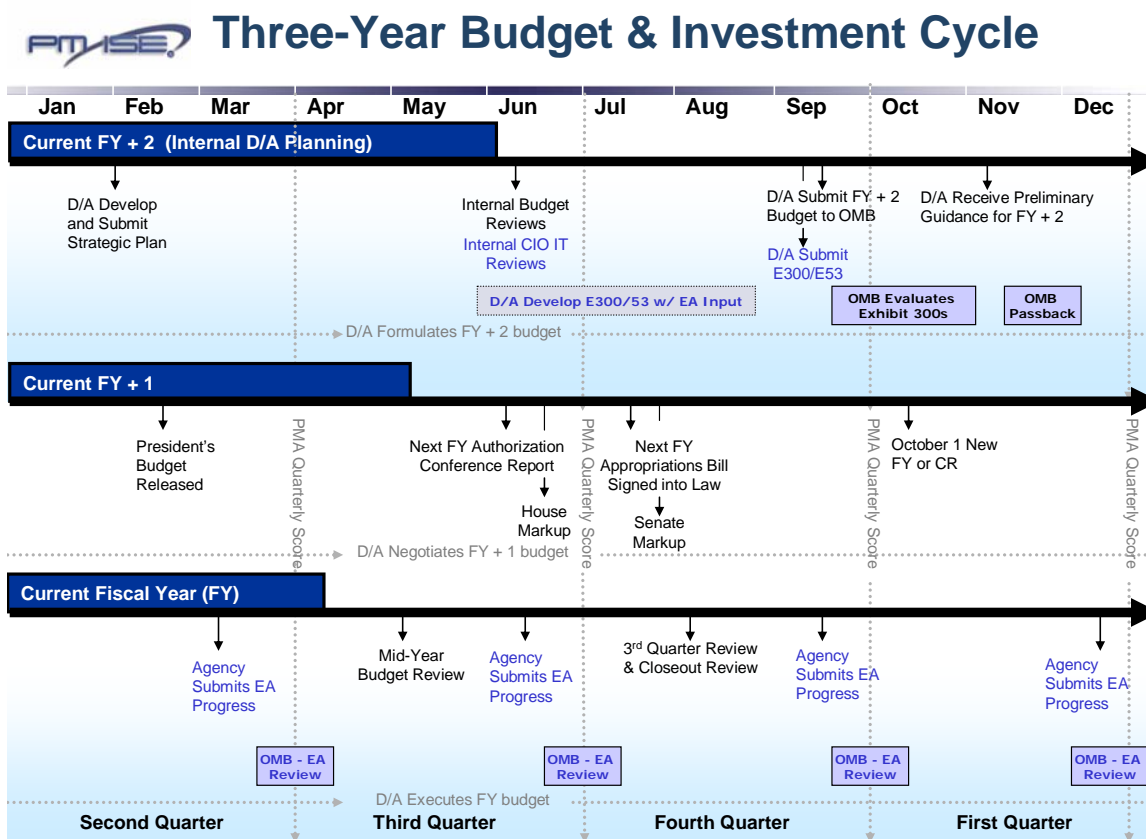 PM-ISE
Three-Year Budget & Investment Cycle
Jan Feb Mar Apr May Jun Jul Aug Sep Oct Nov Dec
Current FY + 2 (Internal D/A Planning)
D/A Develop
and Submit
Strategic Plan
Internal Budget
Reviews
Internal CIO IT
Reviews
D/A Submit FY + 2
Budget to OMB
D/A Submit
E300/E53
D/A Receive Preliminary
Guidance for FY + 2
D/A Develop E300/53 w/ EA Input
OMB Evaluates
Exhibit 300s
OMB
Passback
D/A Formulates FY + 2 budget
Current FY + 1
President's
Budget
Released
PMA Quarterly Score
Next FY Authorization
Conference Report
House
Markup
PMA Quarterly Score
Next FY
Appropriations Bill
Signed into Law
Senate
Markup
PMA Quarterly Score
October 1 New
FY or CR
PMA Quarterly Score
D/A Negotiates FY + 1 budget
Current Fiscal Year (FY)
Agency
Submits EA
Progress
Mid-Year
Budget Review
Agency
Submits EA
Progress
3rd Quarter Review
& Closeout Review
Agency
Submits EA
Progress
Agency
Submits EA
Progress
OMB - EA
Review
OMB - EA
Review
OMB - EA
Review
OMB - EA
Review
D/A Executes FY budget
Second Quarter Third Quarter Fourth Quarter First Quarter